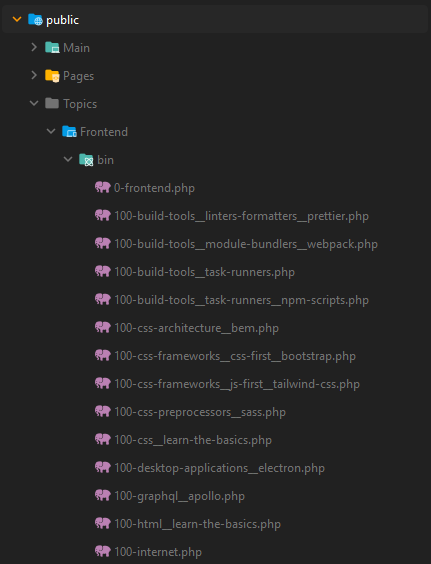 public
Main
Pages
Topics
Frontend
bin
0-frontend.php
100-build-tools__linters-formatters__prettier.php
100-build-tools__module-bundlers__webpack.php
100-build-tools__task-runners.php
100-build-tools__task-runners__npm-scripts.php
100-css-architecture__bem.php
100-css-frameworks__css-first__bootstrap.php
100-css-frameworks__js-first__tailwind-css.php
100-css-preprocessors__sass.php
100-css__learn-the-basics.php
100-desktop-applications__electron.php
100-graphql__apollo.php
100-html__learn-the-basics.php
100-internet.php